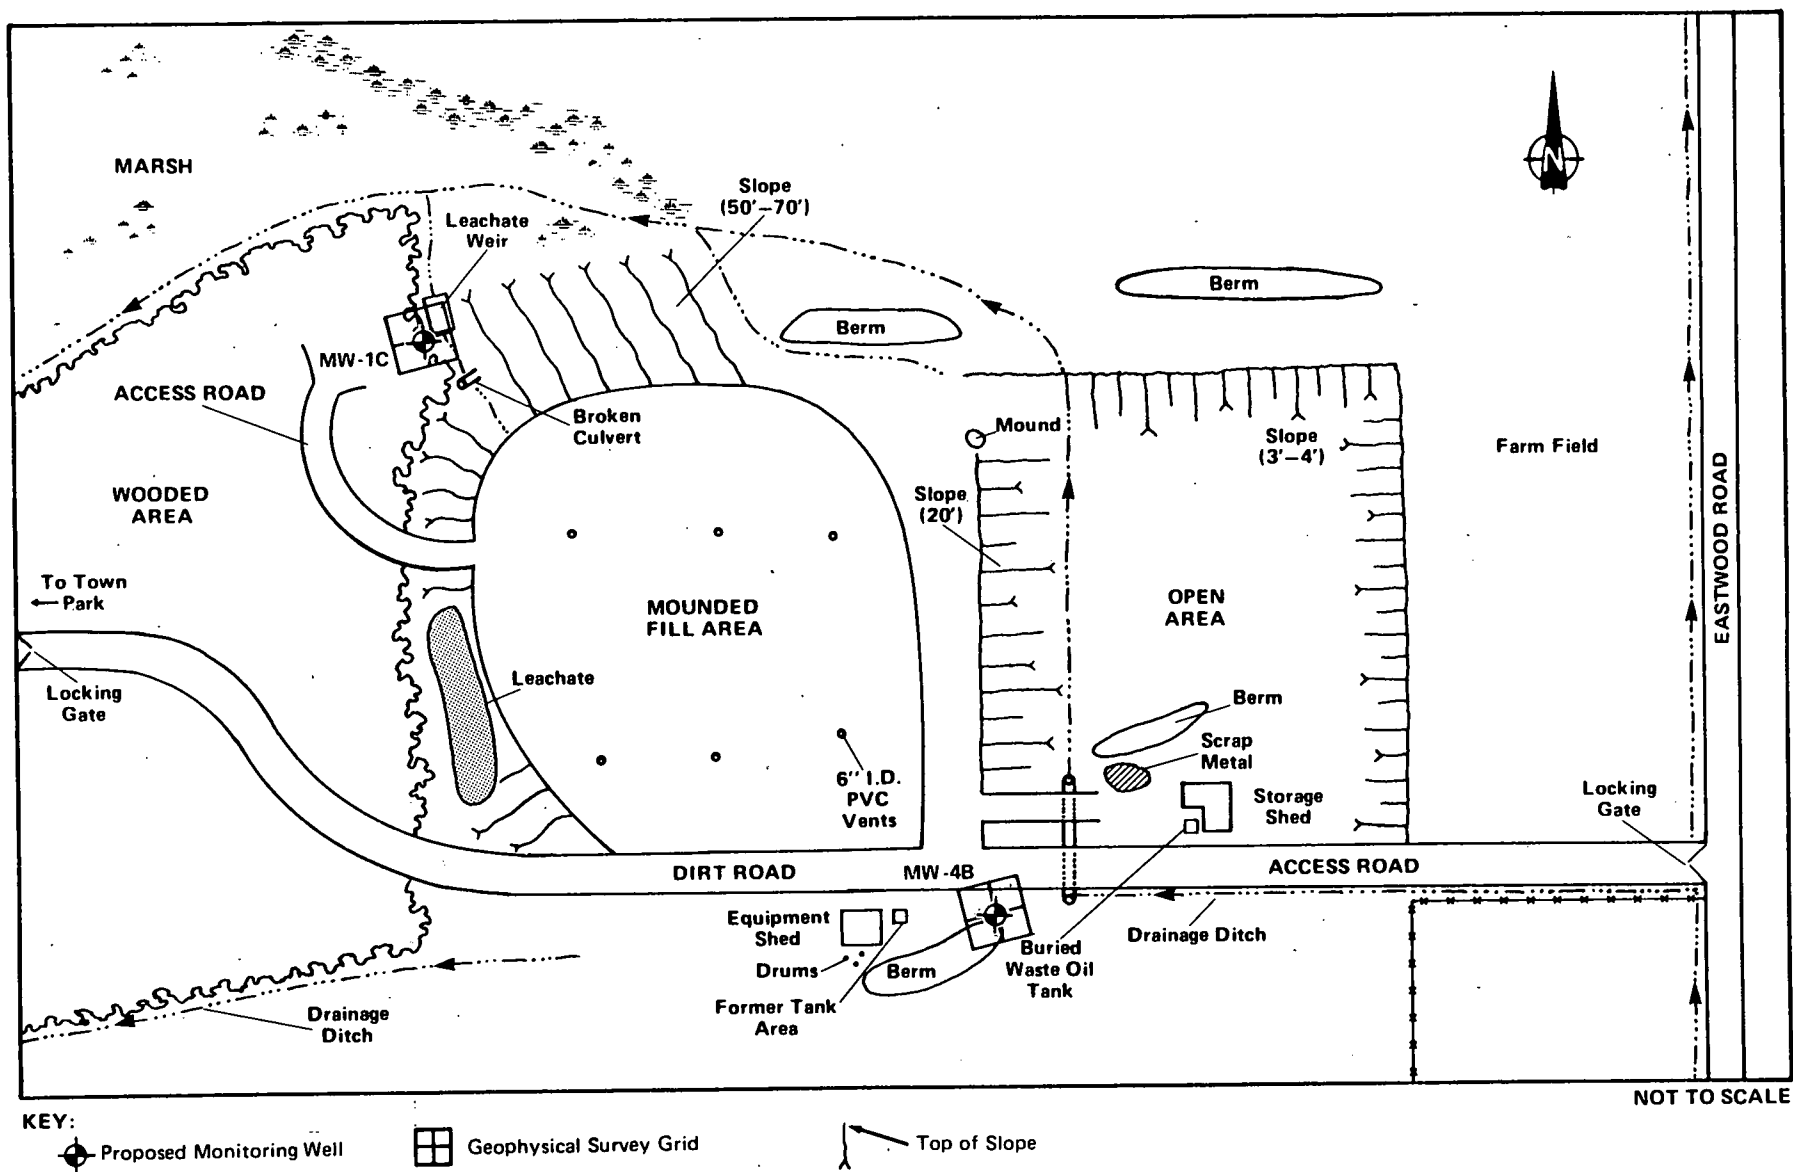 MARSH
Slope
(50'–70')
Leachate
Weir
N
Berm
Berm
MW-1C
ACCESS ROAD
Broken
Culvert
Mound
Slope
(3'–4')
Farm Field
EASTWOOD ROAD
WOODED
AREA
Slope
(20')
To Town
Park
MOUNDED
FILL AREA
OPEN
AREA
Locking
Gate
Leachate
Berm
Scrap
Metal
6" I.D.
PVC
Vents
Storage
Shed
Locking
Gate
DIRT ROAD
MW-4B
ACCESS ROAD
Equipment
Shed
Drums
Berm
Buried
Waste Oil
Tank
Drainage Ditch
Former Tank
Area
Drainage
Ditch
NOT TO SCALE
KEY:
Proposed Monitoring Well
Geophysical Survey Grid
Top of Slope